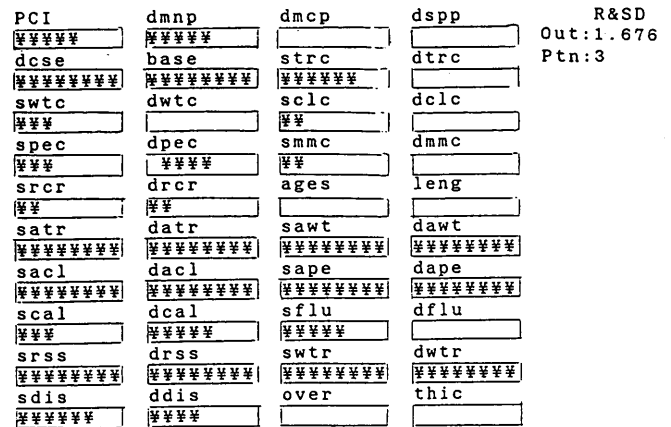 PCI dmnp dmcp dspp R&SD
¥¥¥¥¥ ¥¥¥¥¥ Out:1.676
dcse base strc dtrc Ptn:3
¥¥¥¥¥¥¥¥ ¥¥¥¥¥¥¥¥ ¥¥¥¥¥¥
swtc dwtc sclc dclc
¥¥¥ ¥¥
spec dpec smmc dmmc
¥¥¥ ¥¥¥¥ ¥¥
srcr drcr ages leng
¥¥ ¥¥
satr datr sawt dawt
¥¥¥¥¥¥¥¥ ¥¥¥¥¥¥¥¥ ¥¥¥¥¥¥¥¥ ¥¥¥¥¥¥¥¥
sacl dacl sape dape
¥¥¥¥¥¥¥¥ ¥¥¥¥¥¥¥¥ ¥¥¥¥¥¥¥¥ ¥¥¥¥¥¥¥¥
scal dcal sflu dflu
¥¥¥ ¥¥¥¥¥ ¥¥¥¥¥
srss drss swtr dwtr
¥¥¥¥¥¥¥¥ ¥¥¥¥¥¥¥¥ ¥¥¥¥¥¥¥¥ ¥¥¥¥¥¥¥¥
sdis ddis over thic
¥¥¥¥¥¥ ¥¥¥¥